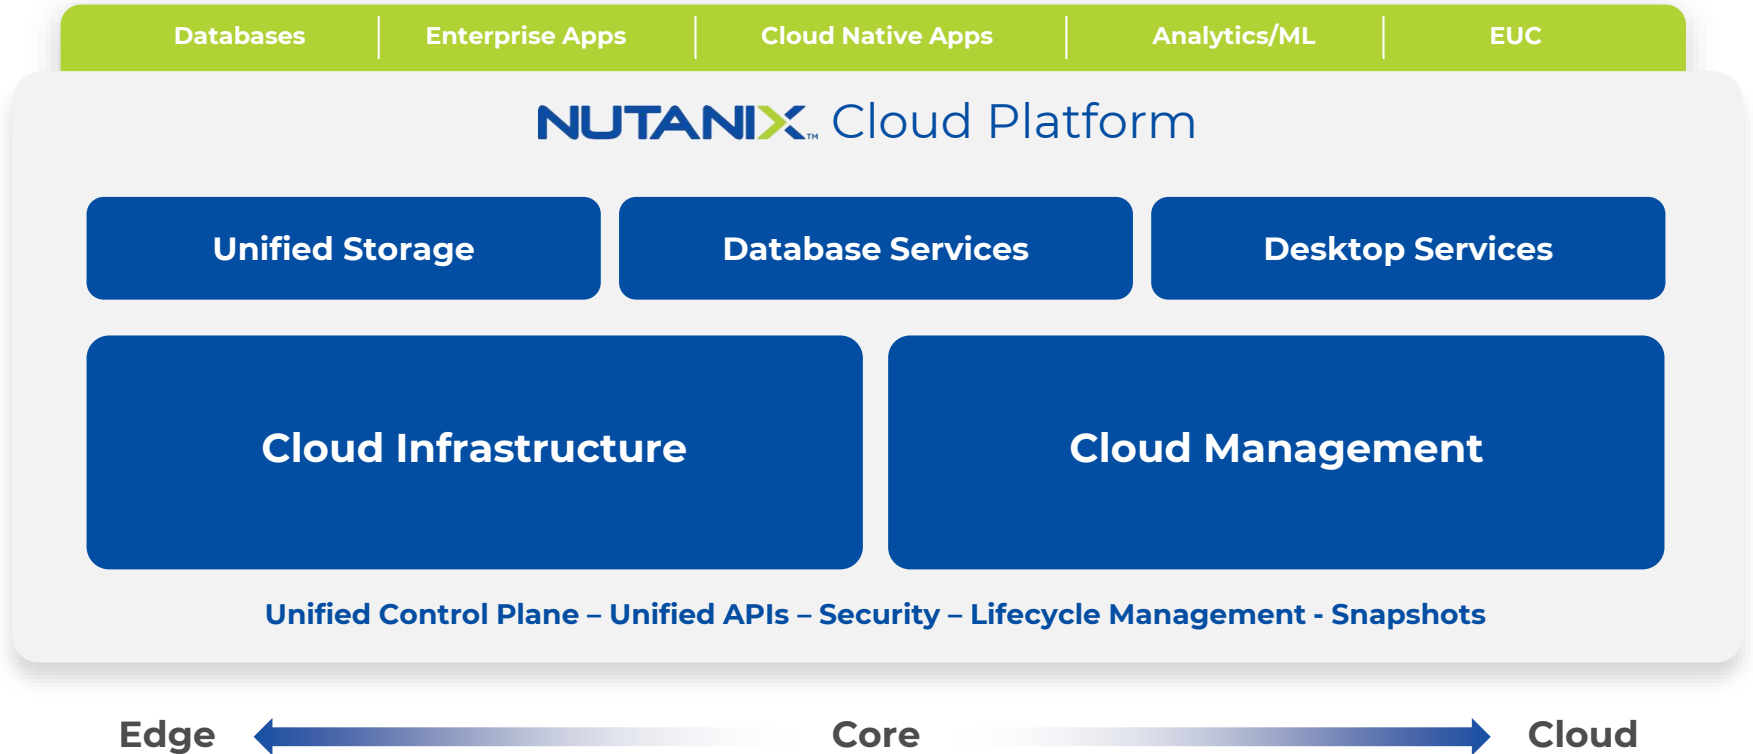 Databases Enterprise Apps Cloud Native Apps Analytics/ML EUC
NUTANIX™ Cloud Platform
Unified Storage Database Services Desktop Services
Cloud Infrastructure Cloud Management
Unified Control Plane – Unified APIs – Security – Lifecycle Management - Snapshots
Edge Core Cloud